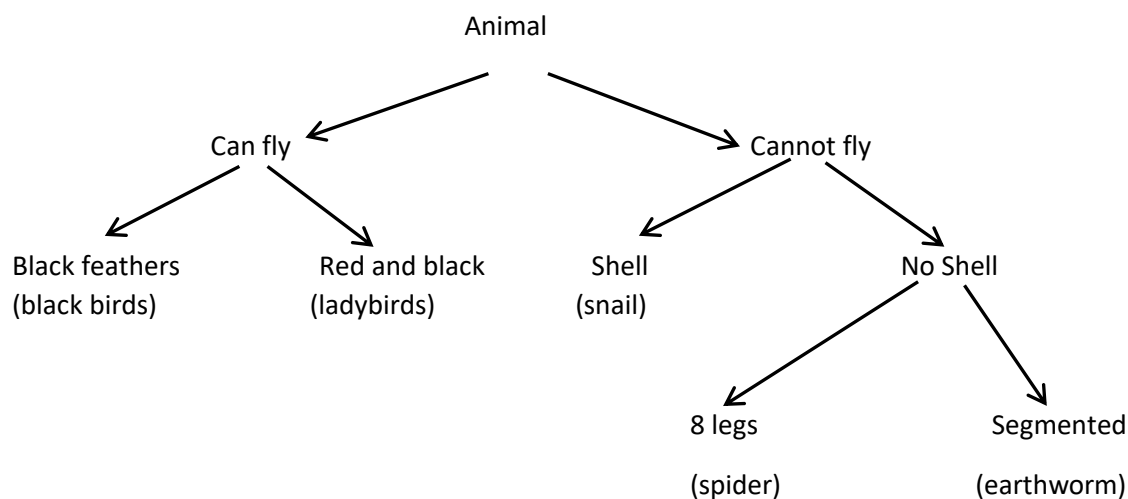 Animal
Can fly
Cannot fly
Black feathers
(black birds)
Red and black
(ladybirds)
Shell
(snail)
No Shell
8 legs
(spider)
Segmented
(earthworm)